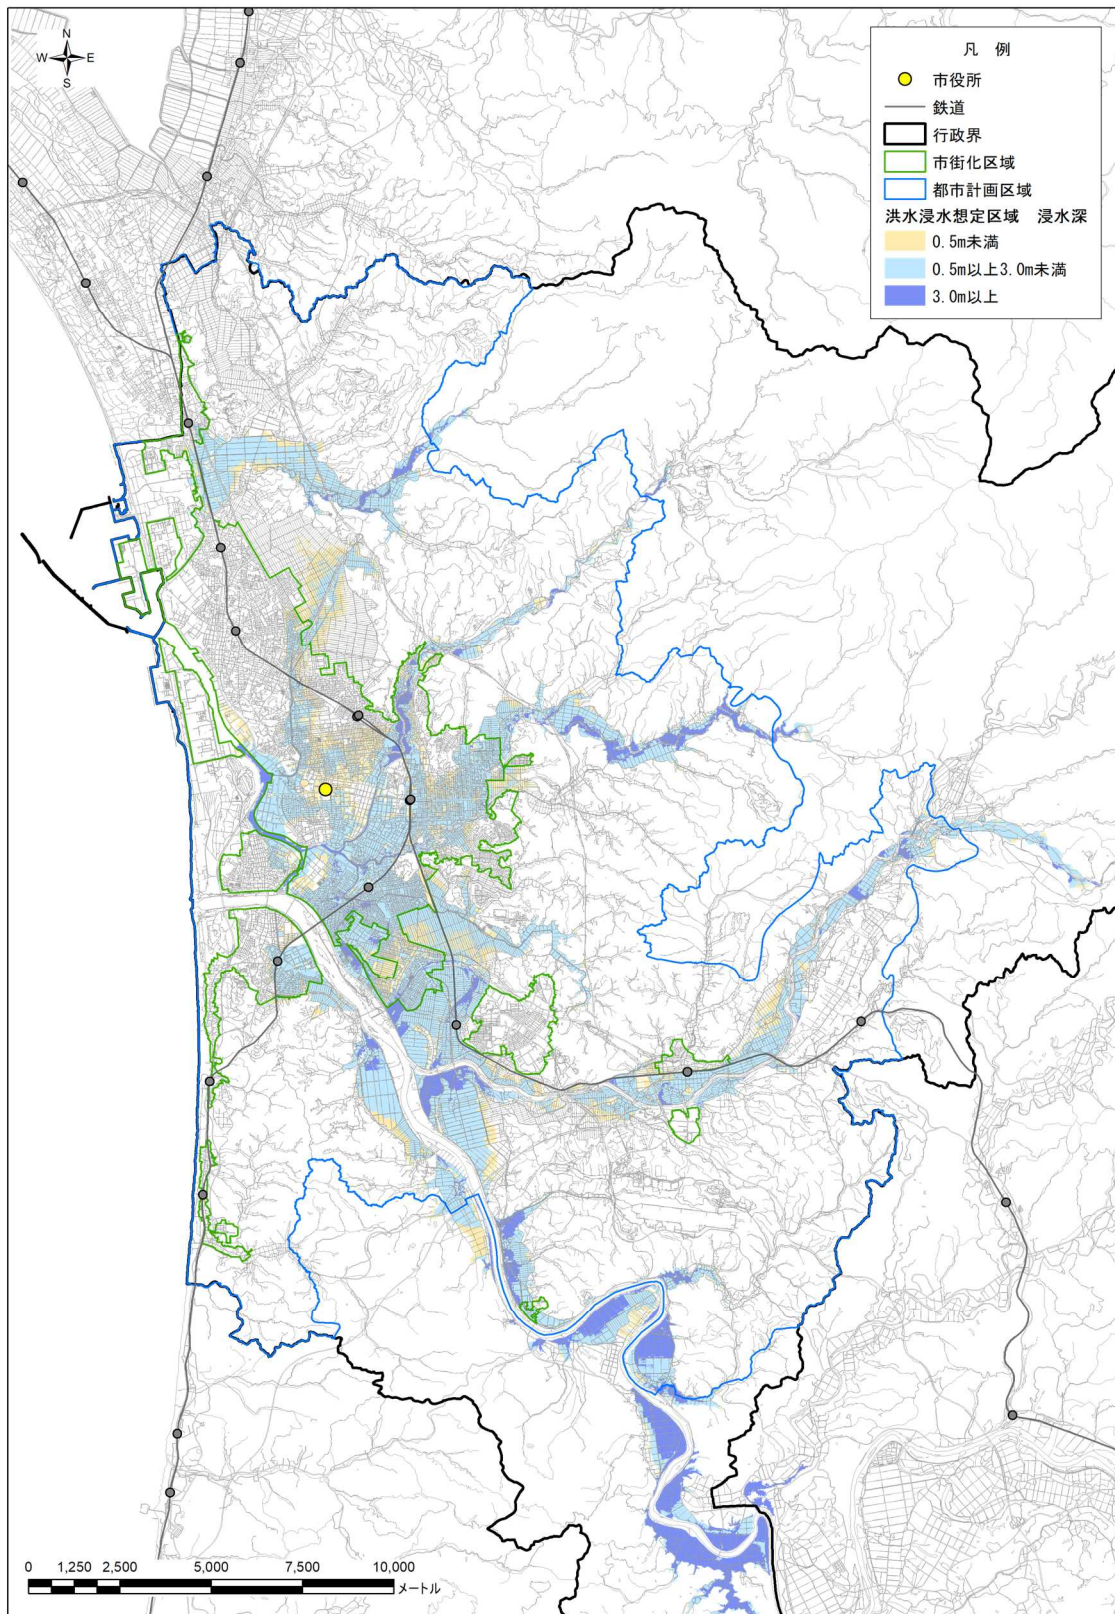 N
W E
S
凡 例
市役所
鉄道
行政界
市街化区域
都市計画区域
洪水浸水想定区域 浸水深
0.5m未満
0.5m以上3.0m未満
3.0m以上
0 1,250 2,500 5,000 7,500 10,000
メートル